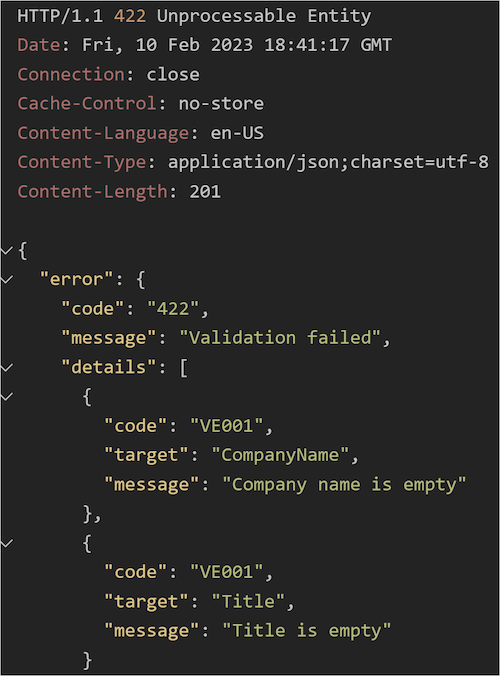 HTTP/1.1 422 Unprocessable Entity
Date: Fri, 10 Feb 2023 18:41:17 GMT
Connection: close
Cache-Control: no-store
Content-Language: en-US
Content-Type: application/json;charset=utf-8
Content-Length: 201

{
  "error": {
    "code": "422",
    "message": "Validation failed",
    "details": [
      {
        "code": "VE001",
        "target": "CompanyName",
        "message": "Company name is empty"
      },
      {
        "code": "VE001",
        "target": "Title",
        "message": "Title is empty"
      }